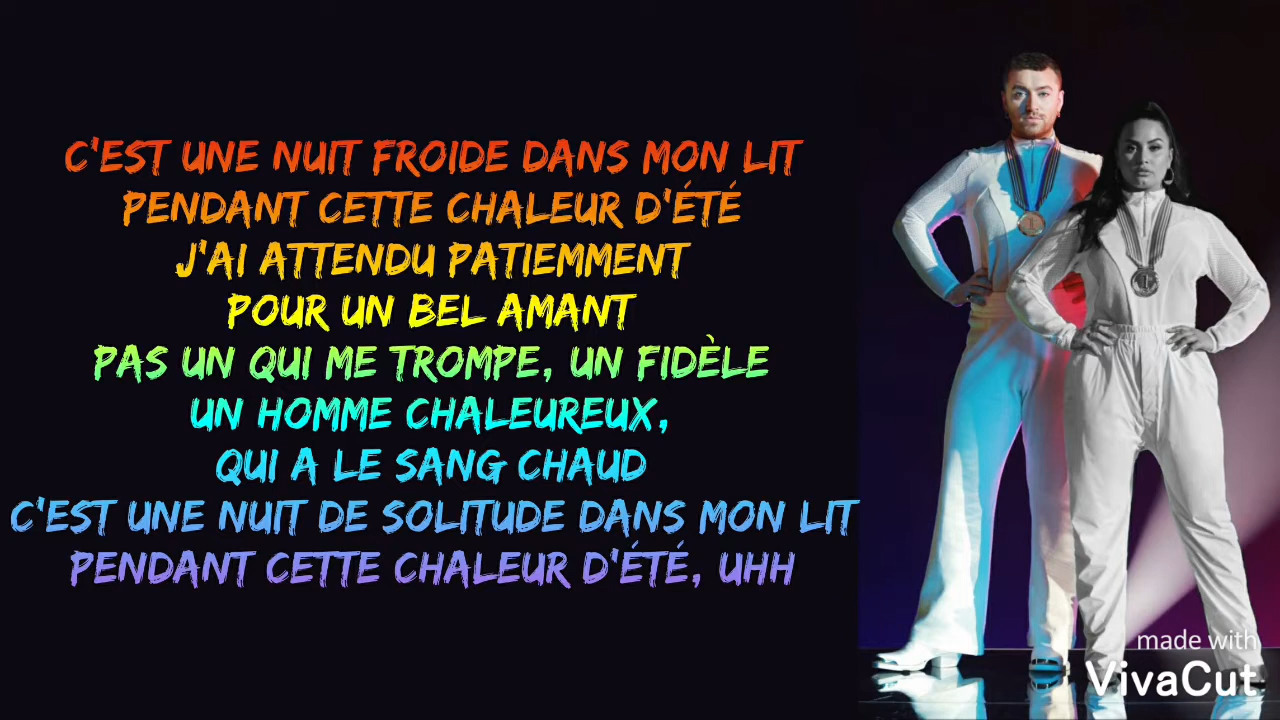 C'EST UNE NUIT FROIDE DANS MON LIT
PENDANT CETTE CHALEUR D'ÉTÉ
J'AI ATTENDU PATIEMMENT
POUR UN BEL AMANT
PAS UN QUI ME TROMPE, UN FIDÈLE
UN HOMME CHALEUREUX,
QUI A LE SANG CHAUD
C'EST UNE NUIT DE SOLITUDE DANS MON LIT
PENDANT CETTE CHALEUR D'ÉTÉ, UHH
made with
VivaCut